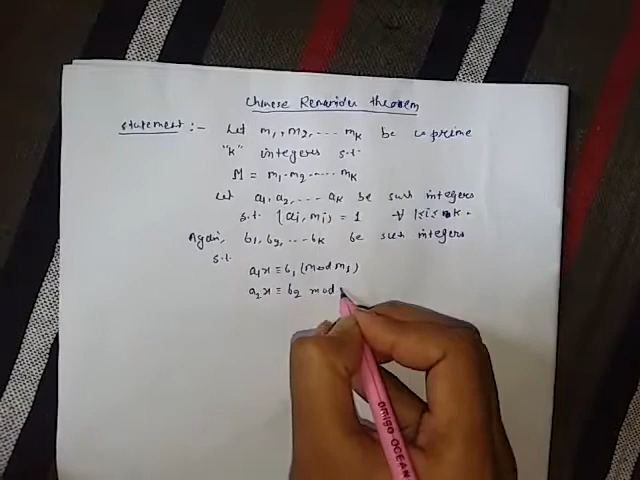 Chinese Remainder theorem
statement :- Let m₁, m₂, ... mₖ be coprime
"k" integers s.t.
M = m₁.m₂..... mₖ
Let a₁, a₂, ... aₖ be such integers
s.t. (aᵢ, mᵢ) = 1 ∀ 1≤i≤ k.
Again, b₁, b₂, ... bₖ be such integers
s.t.
a₁x ≡ b₁ (mod m₁)
a₂x ≡ b₂ mod
OMIGO OCEAN